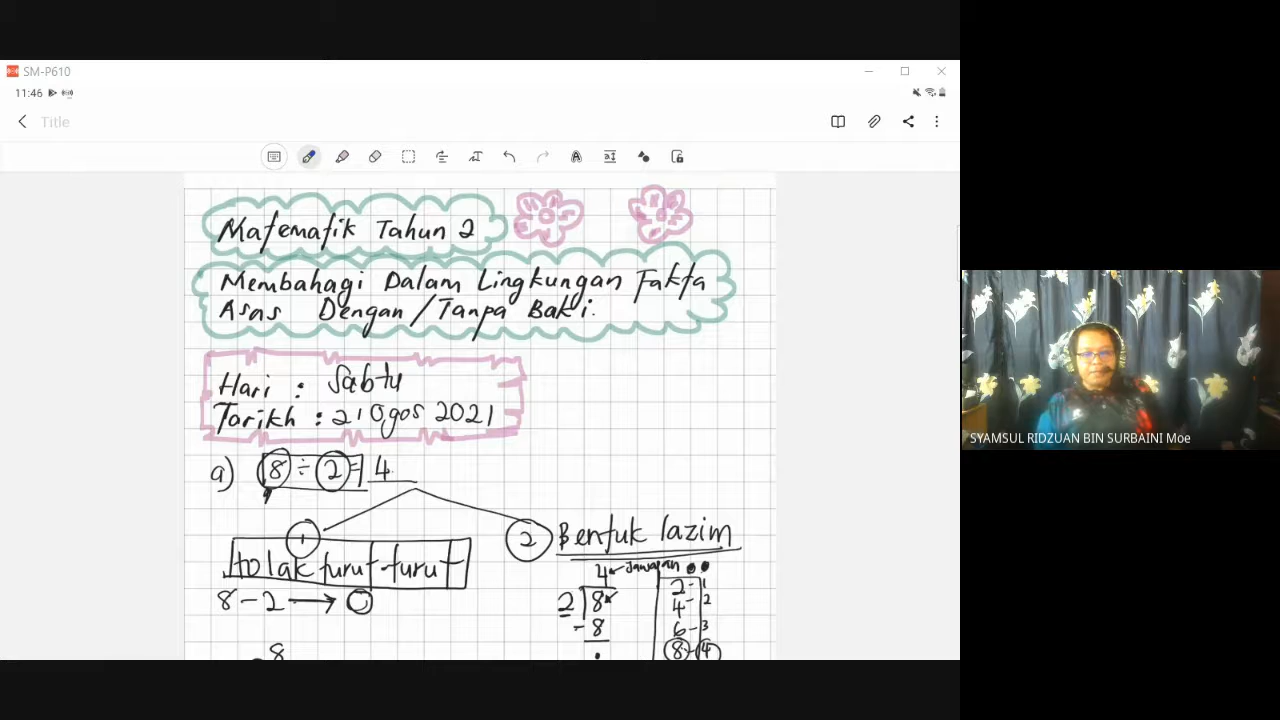 SM-P610
11:46
Title
Matematik Tahun 2
Membahagi Dalam Lingkungan Fakta
Asas Dengan/Tanpa Baki.
Hari : Sabtu
Tarikh : 21 Ogos 2021
a) 8 ÷ 2 = 4
1
tolak turut-turut
8 - 2 → 0
8
2 Bentuk lazim
4 ← Jawapan
2 8
- 8
2 - 1
4 - 2
6 - 3
8 - 4
SYAMSUL RIDZUAN BIN SURBAINI Moe